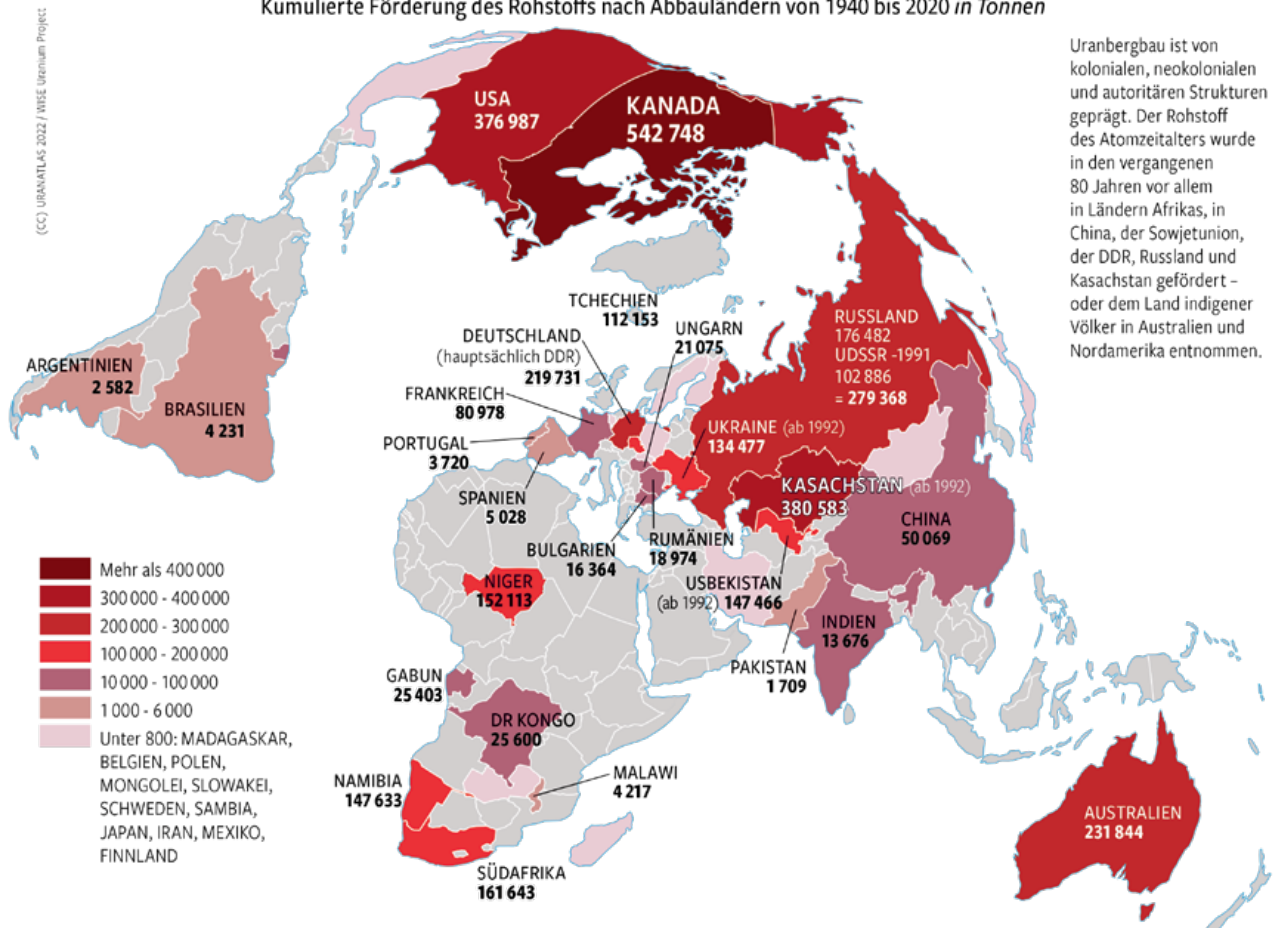 Kumulierte Förderung des Rohstoffs nach Abbauländern von 1940 bis 2020 in Tonnen
(CC) URANATLAS 2022 / WISE Uranium Project
Uranbergbau ist von
kolonialen, neokolonialen
und autoritären Strukturen
geprägt. Der Rohstoff
des Atomzeitalters wurde
in den vergangenen
80 Jahren vor allem
in Ländern Afrikas, in
China, der Sowjetunion,
der DDR, Russland und
Kasachstan gefördert –
oder dem Land indigener
Völker in Australien und
Nordamerika entnommen.
USA
376 987
KANADA
542 748
TCHECHIEN
112 153
DEUTSCHLAND
(hauptsächlich DDR)
219 731
UNGARN
21 075
RUSSLAND
176 482
UDSSR -1991
102 886
= 279 368
ARGENTINIEN
2 582
BRASILIEN
4 231
FRANKREICH
80 978
PORTUGAL
3 720
SPANIEN
5 028
UKRAINE (ab 1992)
134 477
KASACHSTAN (ab 1992)
380 583
CHINA
50 069
BULGARIEN
16 364
RUMÄNIEN
18 974
USBEKISTAN
(ab 1992) 147 466
INDIEN
13 676
PAKISTAN
1 709
NIGER
152 113
GABUN
25 403
DR KONGO
25 600
NAMIBIA
147 633
MALAWI
4 217
SÜDAFRIKA
161 643
AUSTRALIEN
231 844
Mehr als 400 000
300 000 - 400 000
200 000 - 300 000
100 000 - 200 000
10 000 - 100 000
1 000 - 6 000
Unter 800: MADAGASKAR,
BELGIEN, POLEN,
MONGOLEI, SLOWAKEI,
SCHWEDEN, SAMBIA,
JAPAN, IRAN, MEXIKO,
FINNLAND